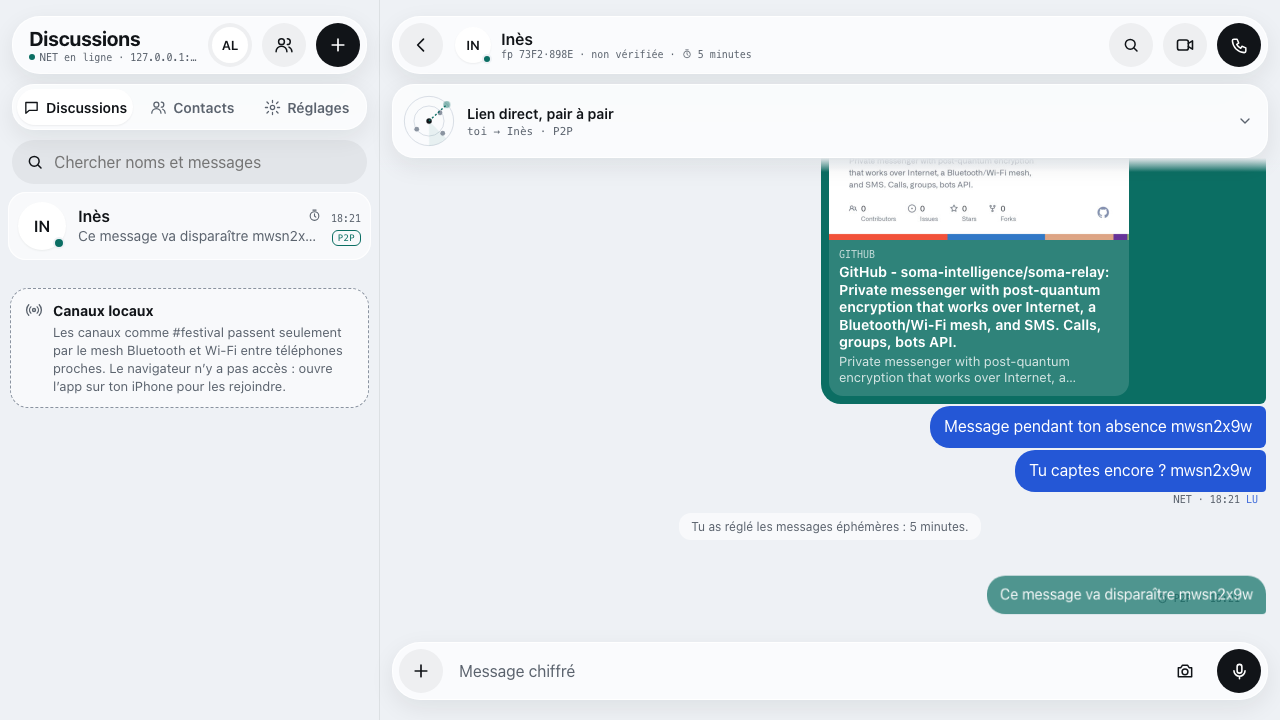 Discussions
NET en ligne · 127.0.0.1:…
AL
Discussions
Contacts
Réglages
Chercher noms et messages
IN
Inès
18:21
Ce message va disparaître mwsn2x…
P2P
Canaux locaux
Les canaux comme #festival passent seulement
par le mesh Bluetooth et Wi-Fi entre téléphones
proches. Le navigateur n’y a pas accès : ouvre
l’app sur ton iPhone pour les rejoindre.
IN
Inès
fp 73F2·898E · non vérifiée · 5 minutes
Lien direct, pair à pair
toi → Inès · P2P
Private messenger with post-quantum encryption
that works over Internet, a Bluetooth/Wi-Fi mesh,
and SMS. Calls, groups, bots API.
0 Contributors
0 Issues
0 Stars
0 Forks
GITHUB
GitHub - soma-intelligence/soma-relay:
Private messenger with post-quantum
encryption that works over Internet, a
Bluetooth/Wi-Fi mesh, and SMS. Calls,
groups, bots API.
Private messenger with post-quantum
encryption that works over Internet, a…
Message pendant ton absence mwsn2x9w
Tu captes encore ? mwsn2x9w
NET · 18:21 LU
Tu as réglé les messages éphémères : 5 minutes.
Ce message va disparaître mwsn2x9w
Message chiffré